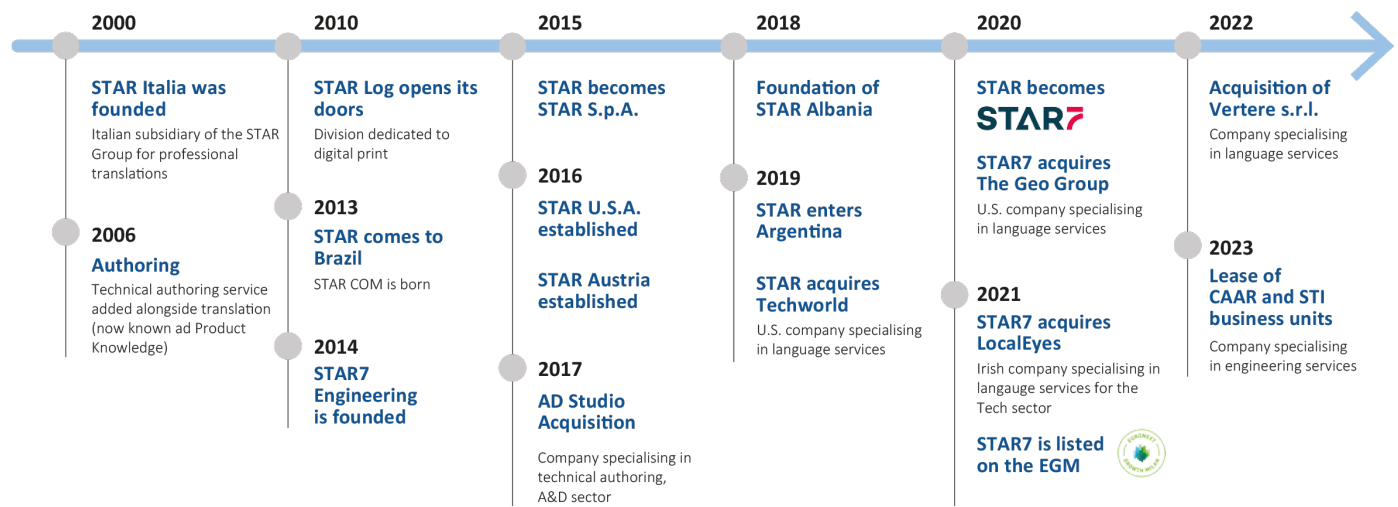 2000
STAR Italia was
founded
Italian subsidiary of the STAR
Group for professional
translations
2006
Authoring
Technical authoring service
added alongside translation
(now known ad Product
Knowledge)
2010
STAR Log opens its
doors
Division dedicated to
digital print
2013
STAR comes to
Brazil
STAR COM is born
2014
STAR7
Engineering
is founded
2015
STAR becomes
STAR S.p.A.
2016
STAR U.S.A.
established
STAR Austria
established
2017
AD Studio
Acquisition
Company specialising in
technical authoring,
A&D sector
2018
Foundation of
STAR Albania
2019
STAR enters
Argentina
STAR acquires
Techworld
U.S. company specialising
in language services
2020
STAR becomes
STAR7
STAR7 acquires
The Geo Group
U.S. company specialising
in language services
2021
STAR7 acquires
LocalEyes
Irish company specialising in
langauge services for the
Tech sector
STAR7 is listed
on the EGM
EURONEXT
GROWTH MILAN
2022
Acquisition of
Vertere s.r.l.
Company specialising
in language services
2023
Lease of
CAAR and STI
business units
Company specialising
in engineering services